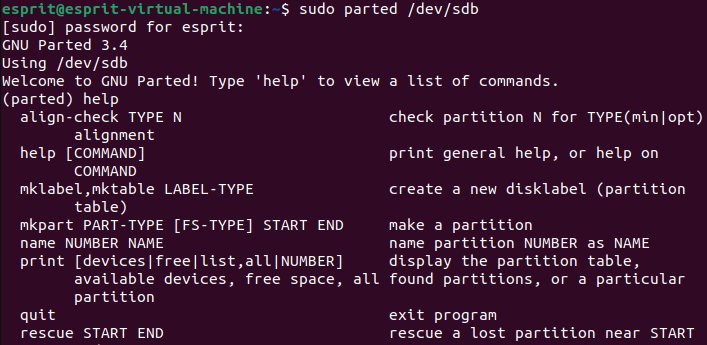 esprit@esprit-virtual-machine:~$ sudo parted /dev/sdb
[sudo] password for esprit:
GNU Parted 3.4
Using /dev/sdb
Welcome to GNU Parted! Type 'help' to view a list of commands.
(parted) help
  align-check TYPE N                       check partition N for TYPE(min|opt)
        alignment
  help [COMMAND]                           print general help, or help on
        COMMAND
  mklabel,mktable LABEL-TYPE               create a new disklabel (partition
        table)
  mkpart PART-TYPE [FS-TYPE] START END     make a partition
  name NUMBER NAME                         name partition NUMBER as NAME
  print [devices|free|list,all|NUMBER]     display the partition table,
        available devices, free space, all found partitions, or a particular
        partition
  quit                                     exit program
  rescue START END                         rescue a lost partition near START